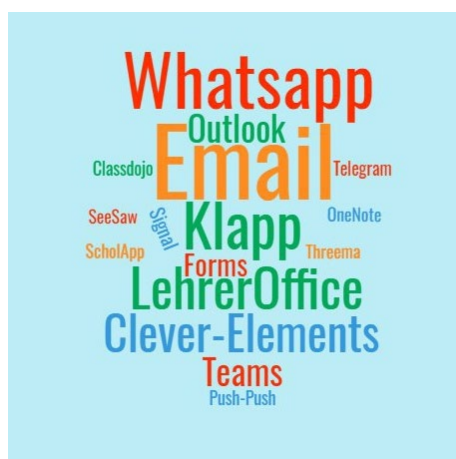 Whatsapp
Outlook
Email
Classdojo
Telegram
SeeSaw
Signal
Klapp
OneNote
ScholApp
Forms
Threema
LehrerOffice
Clever-Elements
Teams
Push-Push